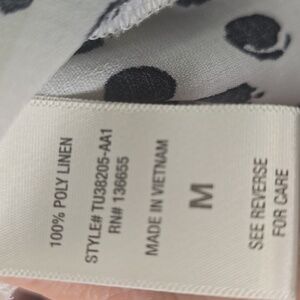 100% POLY LINEN
STYLE# TU38205-AA1
RN# 136655
MADE IN VIETNAM
M
SEE REVERSE
FOR CARE